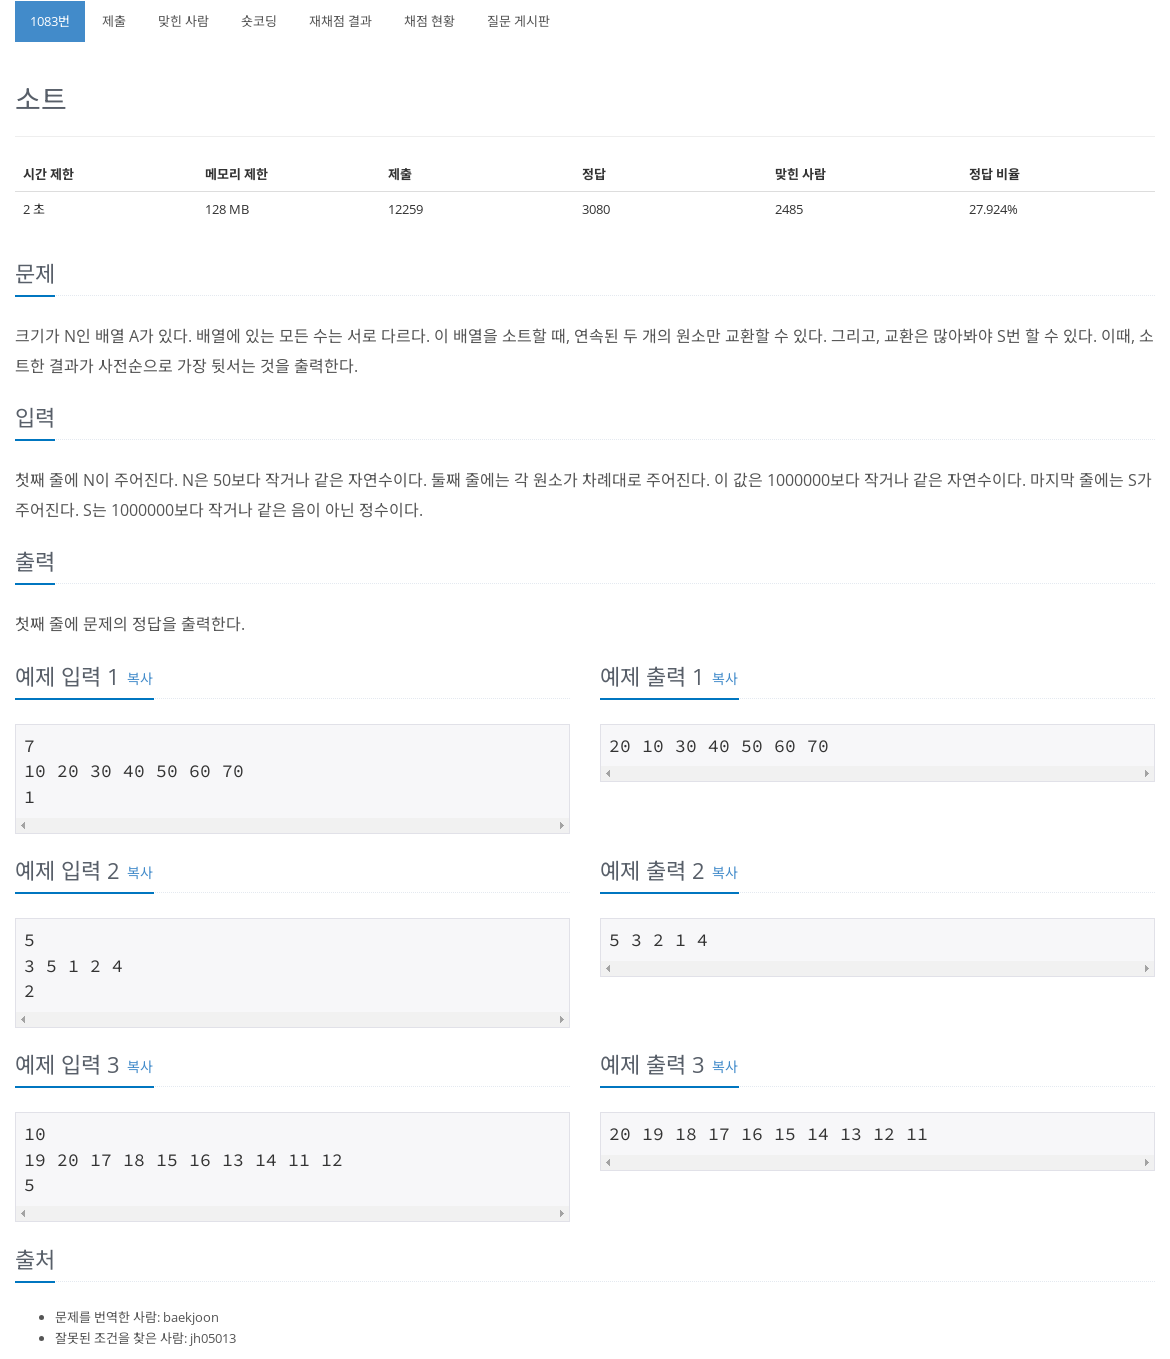 1083번 제출 맞힌 사람 숏코딩 재채점 결과 채점 현황 질문 게시판
소트
시간 제한 메모리 제한 제출 정답 맞힌 사람 정답 비율
2 초 128 MB 12259 3080 2485 27.924%
문제
크기가 N인 배열 A가 있다. 배열에 있는 모든 수는 서로 다르다. 이 배열을 소트할 때, 연속된 두 개의 원소만 교환할 수 있다. 그리고, 교환은 많아봐야 S번 할 수 있다. 이때, 소
트한 결과가 사전순으로 가장 뒷서는 것을 출력한다.
입력
첫째 줄에 N이 주어진다. N은 50보다 작거나 같은 자연수이다. 둘째 줄에는 각 원소가 차례대로 주어진다. 이 값은 1000000보다 작거나 같은 자연수이다. 마지막 줄에는 S가
주어진다. S는 1000000보다 작거나 같은 음이 아닌 정수이다.
출력
첫째 줄에 문제의 정답을 출력한다.
예제 입력 1 복사
7
10 20 30 40 50 60 70
1
예제 출력 1 복사
20 10 30 40 50 60 70
예제 입력 2 복사
5
3 5 1 2 4
2
예제 출력 2 복사
5 3 2 1 4
예제 입력 3 복사
10
19 20 17 18 15 16 13 14 11 12
5
예제 출력 3 복사
20 19 18 17 16 15 14 13 12 11
출처
문제를 번역한 사람: baekjoon
잘못된 조건을 찾은 사람: jh05013